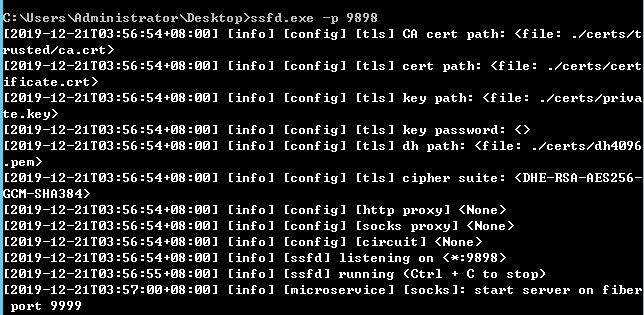 C:\Users\Administrator\Desktop>ssfd.exe -p 9898
[2019-12-21T03:56:54+08:00] [info] [config] [tls] CA cert path: <file: ./certs/t
rusted/ca.crt>
[2019-12-21T03:56:54+08:00] [info] [config] [tls] cert path: <file: ./certs/cert
ificate.crt>
[2019-12-21T03:56:54+08:00] [info] [config] [tls] key path: <file: ./certs/priva
te.key>
[2019-12-21T03:56:54+08:00] [info] [config] [tls] key password: <>
[2019-12-21T03:56:54+08:00] [info] [config] [tls] dh path: <file: ./certs/dh4096
.pem>
[2019-12-21T03:56:54+08:00] [info] [config] [tls] cipher suite: <DHE-RSA-AES256-
GCM-SHA384>
[2019-12-21T03:56:54+08:00] [info] [config] [http proxy] <None>
[2019-12-21T03:56:54+08:00] [info] [config] [socks proxy] <None>
[2019-12-21T03:56:54+08:00] [info] [config] [circuit] <None>
[2019-12-21T03:56:54+08:00] [info] [ssfd] listening on <*:9898>
[2019-12-21T03:56:55+08:00] [info] [ssfd] running (Ctrl + C to stop)
[2019-12-21T03:57:00+08:00] [info] [microservice] [socks]: start server on fiber
 port 9999